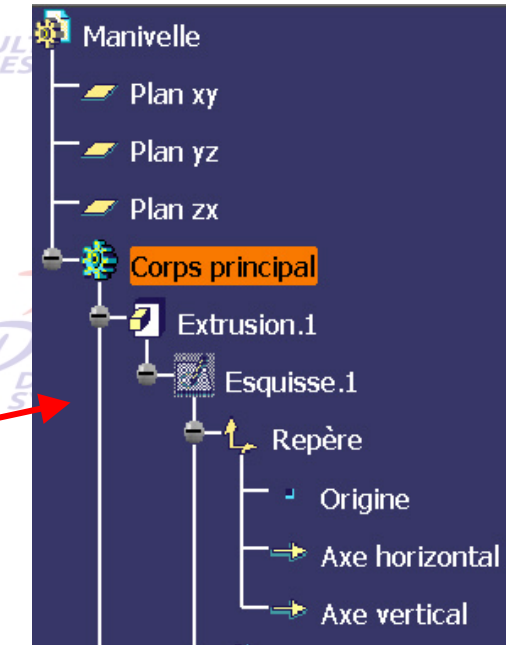 Manivelle
Plan xy
Plan yz
Plan zx
Corps principal
Extrusion.1
Esquisse.1
Repère
Origine
Axe horizontal
Axe vertical